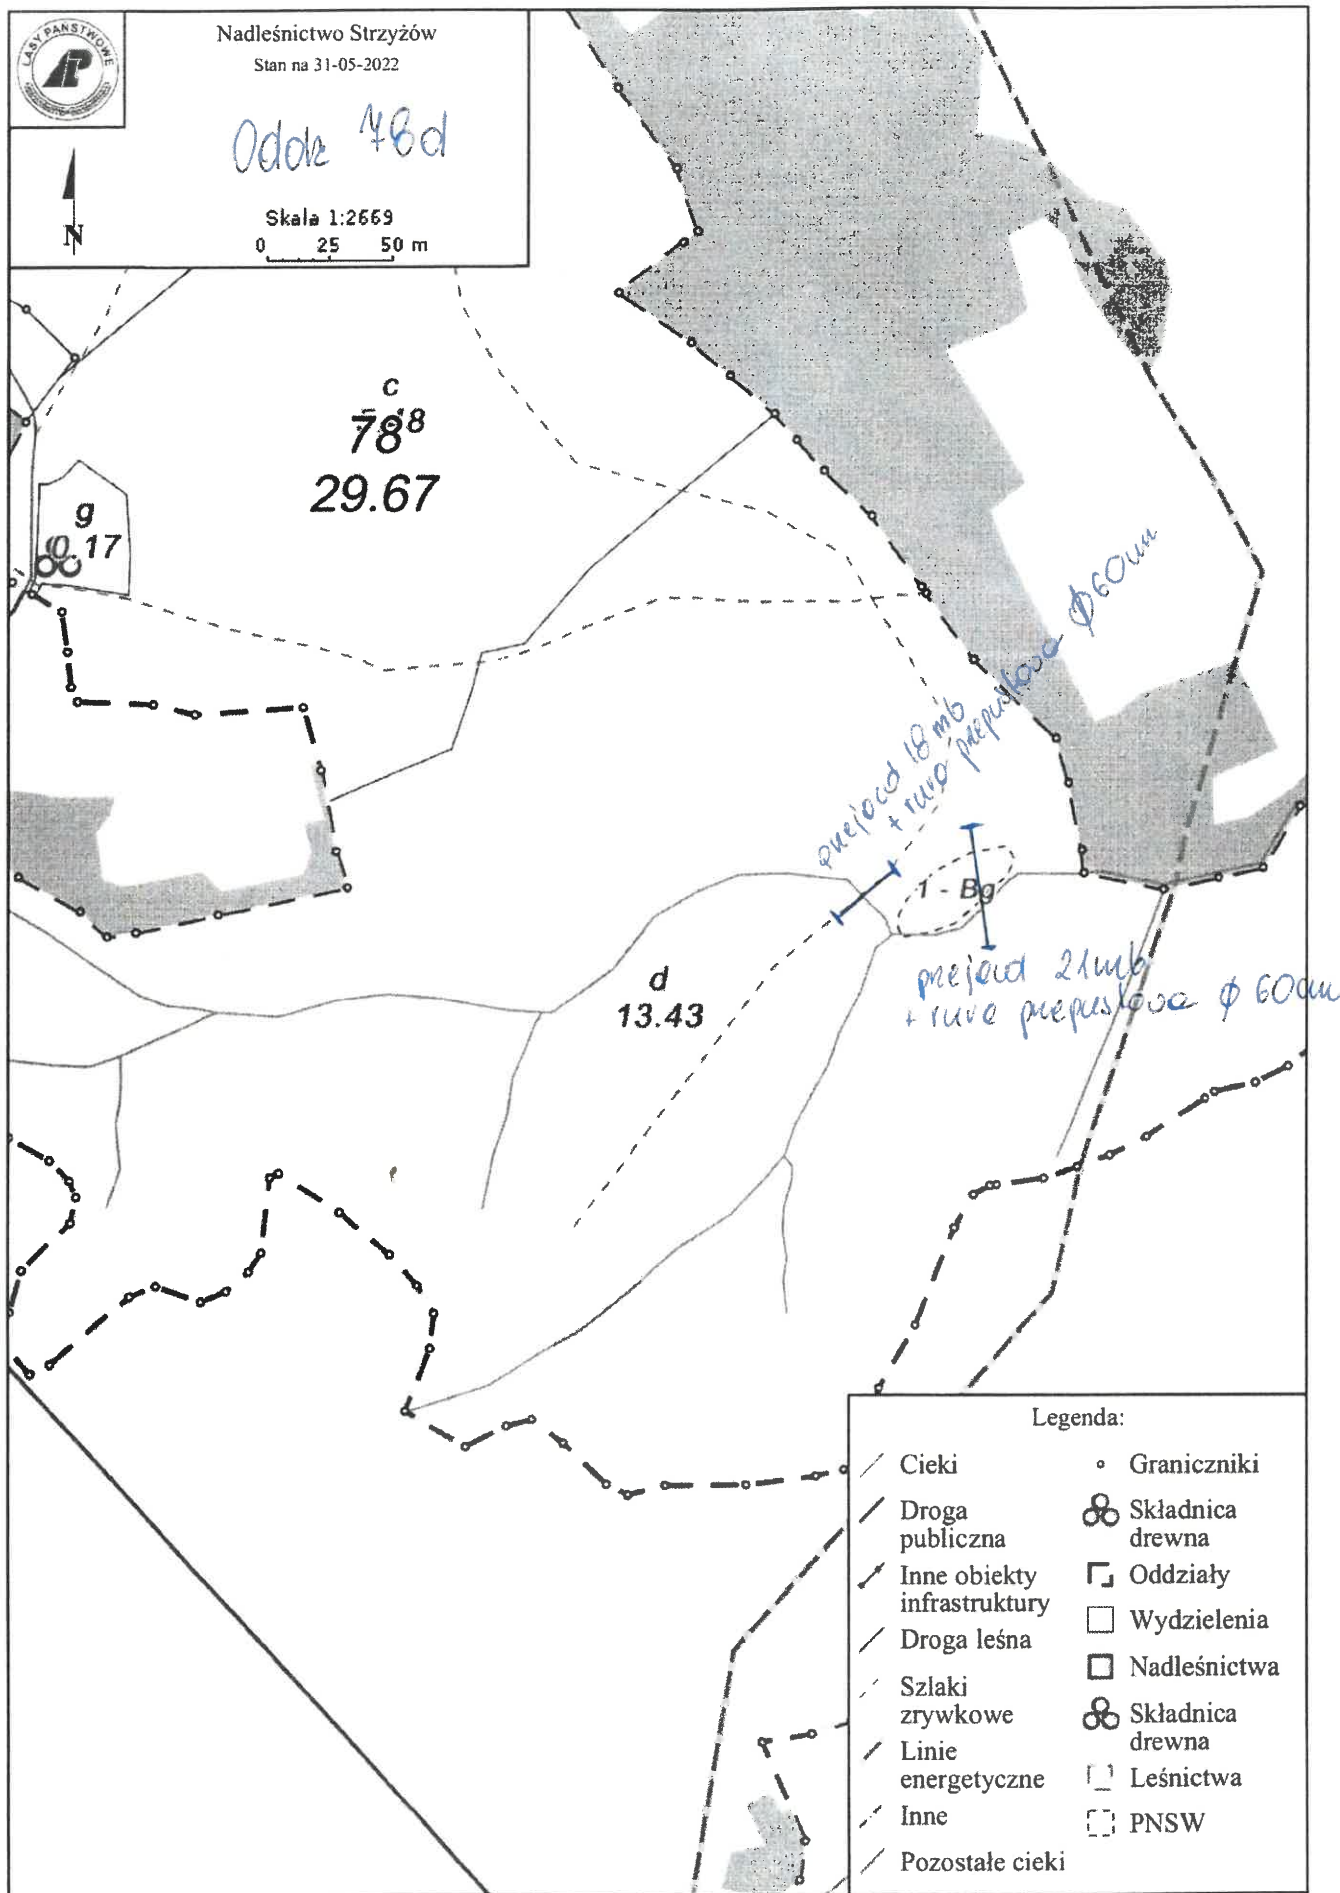 LASY PAŃSTWOWE
Nadleśnictwo Strzyżów
Stan na 31-05-2022
Oddz 78d
Skala 1:2669
0 25 50 m
N
c
78
29.67
g
0.17
przejazd 18 mb
+ rura przepustowa ϕ 60cm
1 - Bg
przejazd 21mb
+ rura przepustowa ϕ 60cm
d
13.43
Legenda:
Cieki
Droga
publiczna
Inne obiekty
infrastruktury
Droga leśna
Szlaki
zrywkowe
Linie
energetyczne
Inne
Pozostałe cieki
Graniczniki
Składnica
drewna
Oddziały
Wydzielenia
Nadleśnictwa
Składnica
drewna
Leśnictwa
PNSW